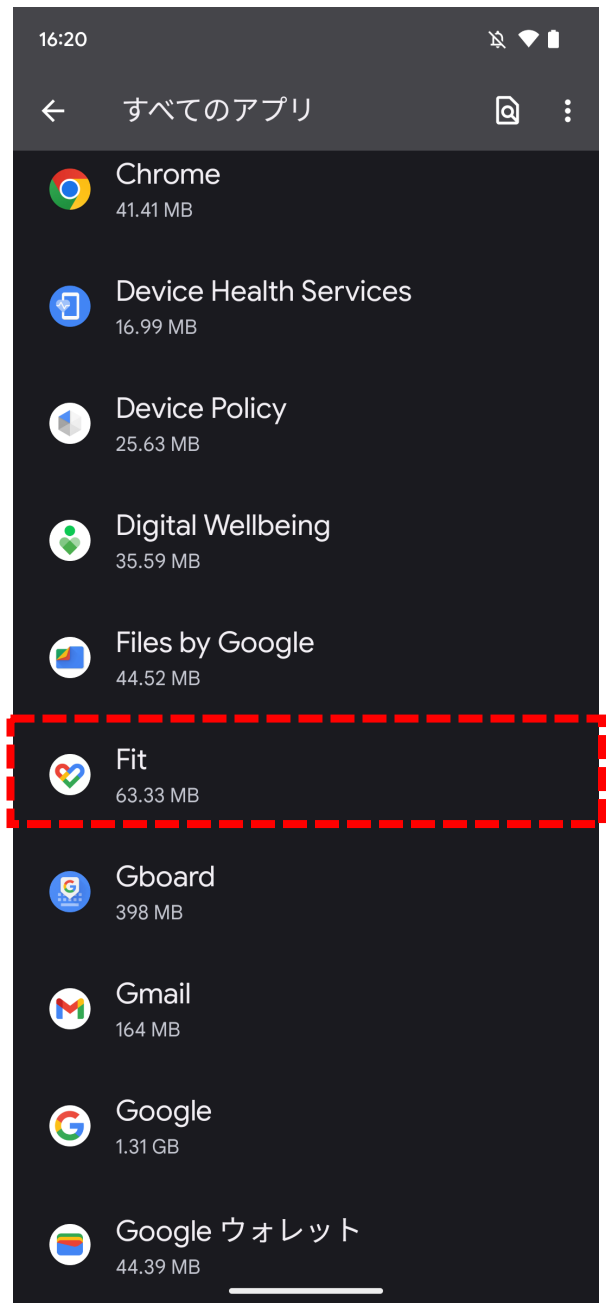 16:20
すべてのアプリ
Chrome
41.41 MB
Device Health Services
16.99 MB
Device Policy
25.63 MB
Digital Wellbeing
35.59 MB
Files by Google
44.52 MB
Fit
63.33 MB
Gboard
398 MB
Gmail
164 MB
Google
1.31 GB
Google ウォレット
44.39 MB